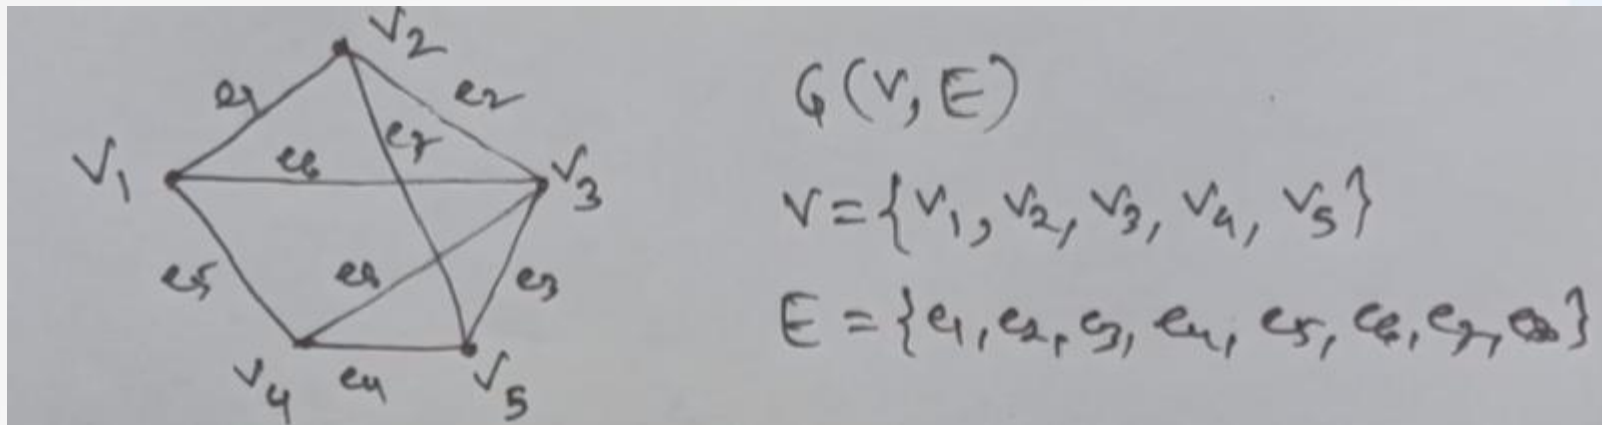 V2
e1
e2
V1
e6
e7
V3
e5
e8
e3
V4
e4
V5
G(V,E)
V={V1, V2, V3, V4, V5}
E={e1, e2, e3, e4, e5, e6, e7, e8}